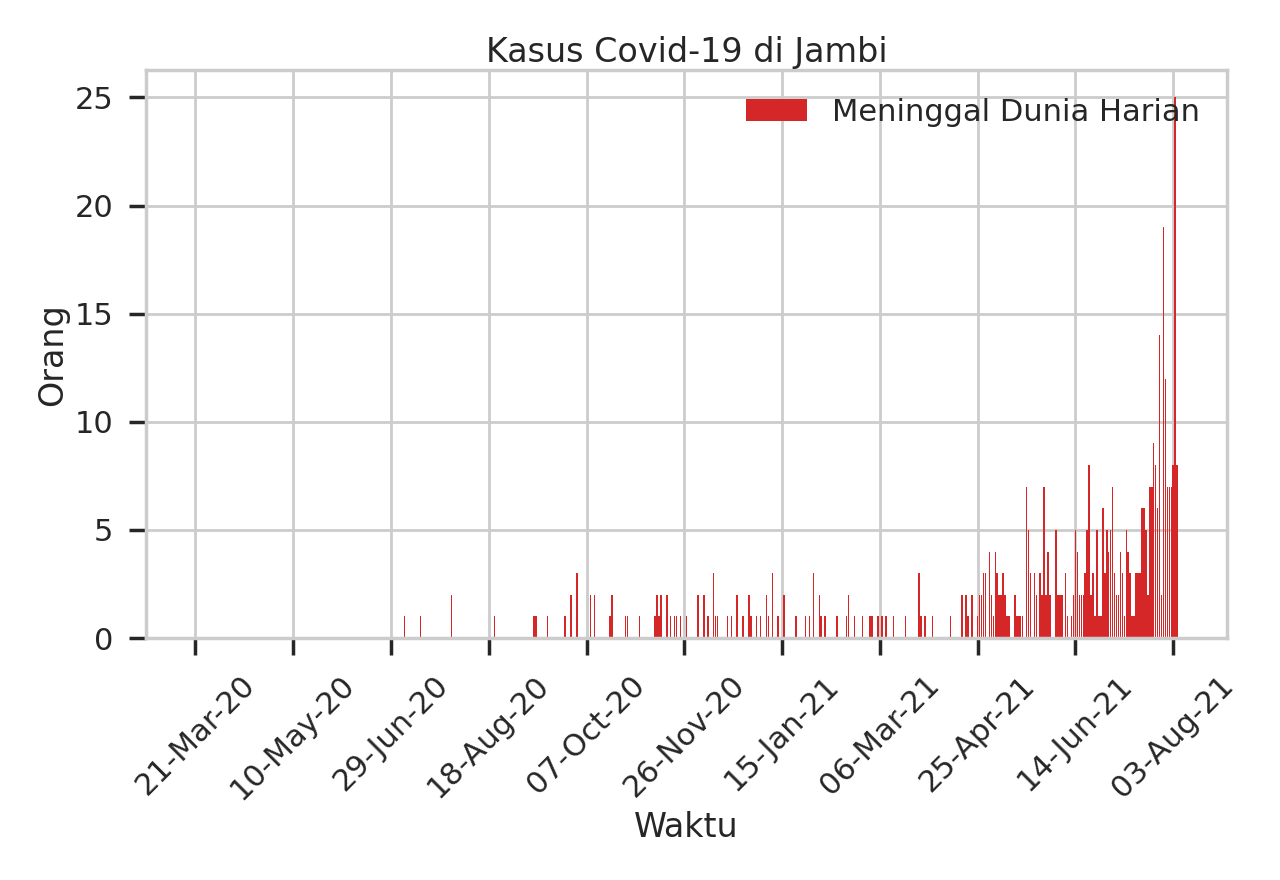 Kasus Covid-19 di Jambi
Meninggal Dunia Harian
Orang
25
20
15
10
5
0
21-Mar-20
10-May-20
29-Jun-20
18-Aug-20
07-Oct-20
26-Nov-20
15-Jan-21
06-Mar-21
25-Apr-21
14-Jun-21
03-Aug-21
Waktu